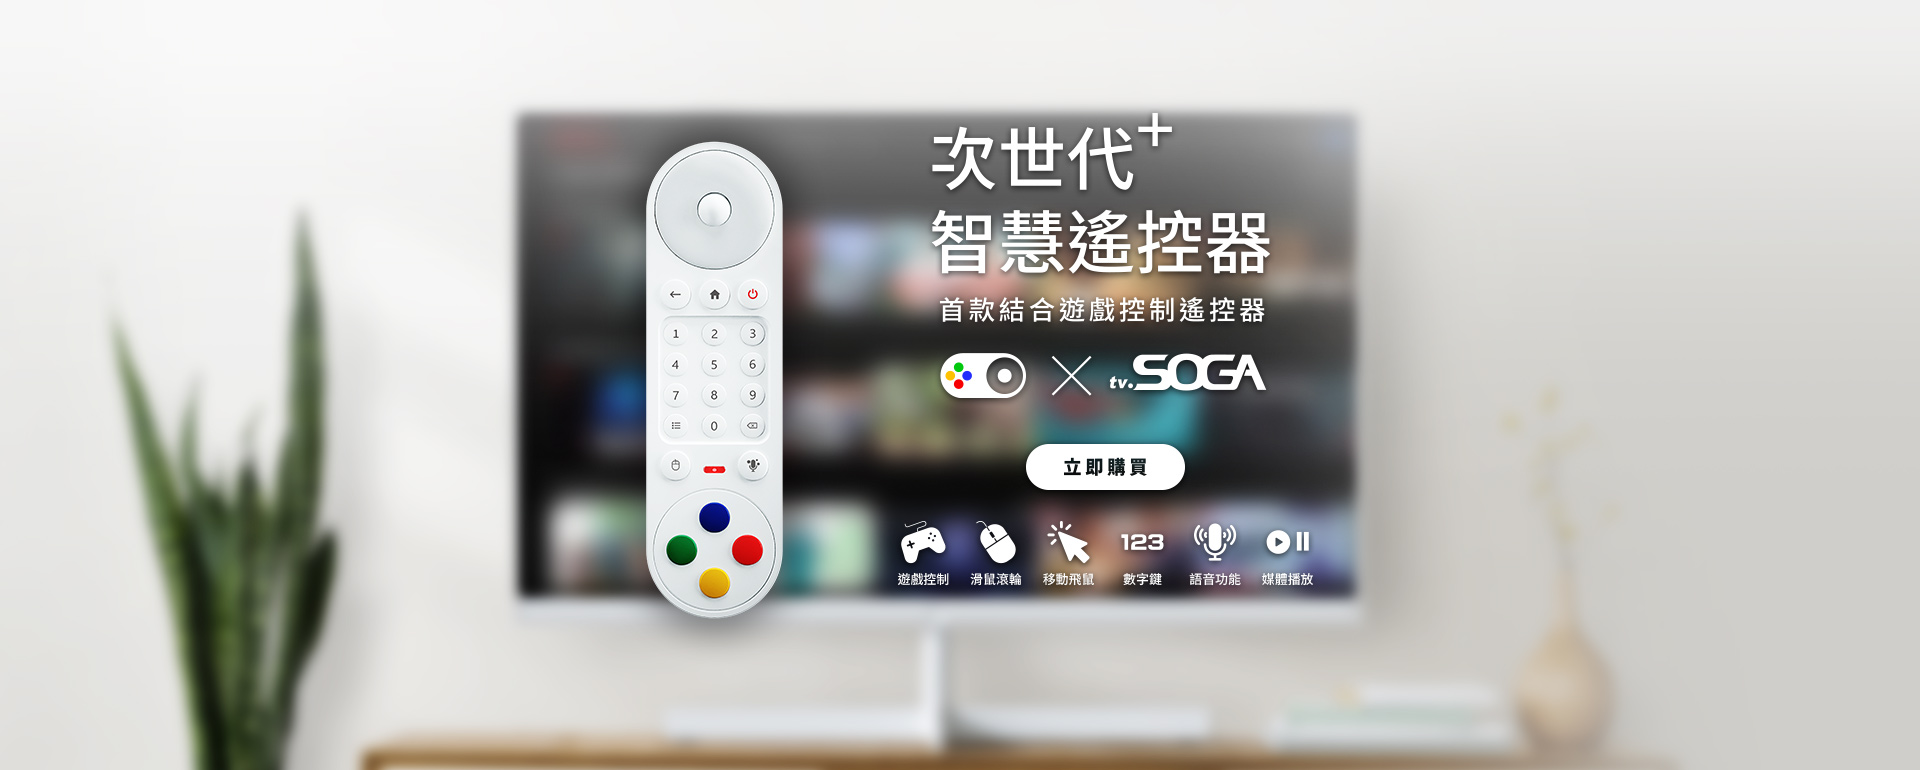 次世代+
智慧遙控器
首款結合遊戲控制遙控器
tv.SOGA
立即購買
123
遊戲控制 滑鼠滾輪 移動飛鼠 數字鍵 語音功能 媒體播放
1 2 3
4 5 6
7 8 9
0